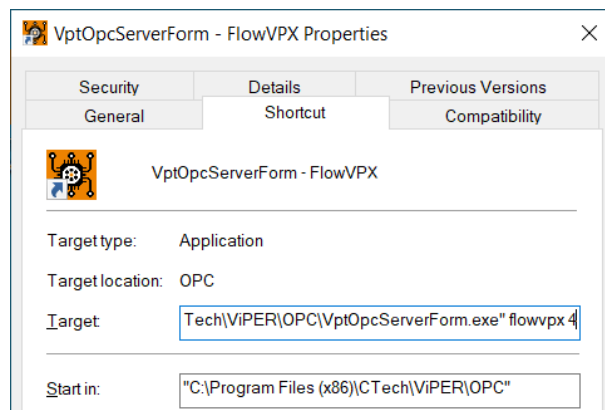 VptOpcServerForm - FlowVPX Properties
Security Details Previous Versions
General Shortcut Compatibility
VptOpcServerForm - FlowVPX
Target type: Application
Target location: OPC
Target: Tech\ViPER\OPC\VptOpcServerForm.exe" flowvpx 4
Start in: "C:\Program Files (x86)\CTech\ViPER\OPC"